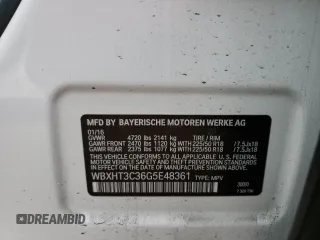 MFD BY BAYERISCHE MOTOREN WERKE AG
01/16
GVWR 4720 lbs 2141 kg TIRE / RIM
GAWR FRONT 2470 lbs 1120 KG 225/50 R18 /7.5Jx18
GAWR REAR 2375 lbs 1077 KG 225/50 R18 /7.5Jx18
THIS VEHICLE CONFORMS TO ALL APPLICABLE U. S. FEDERAL
MOTOR VEHICLE SAFETY, BUMPER, AND THEFT PREVENTION
STANDARDS IN EFFECT ON THE DATE OF MANUFACTURE SHOWN ABOVE.
WBXHT3C36G5E48361 TYPE: MPV
DREAMBID
DREAMBID.COM